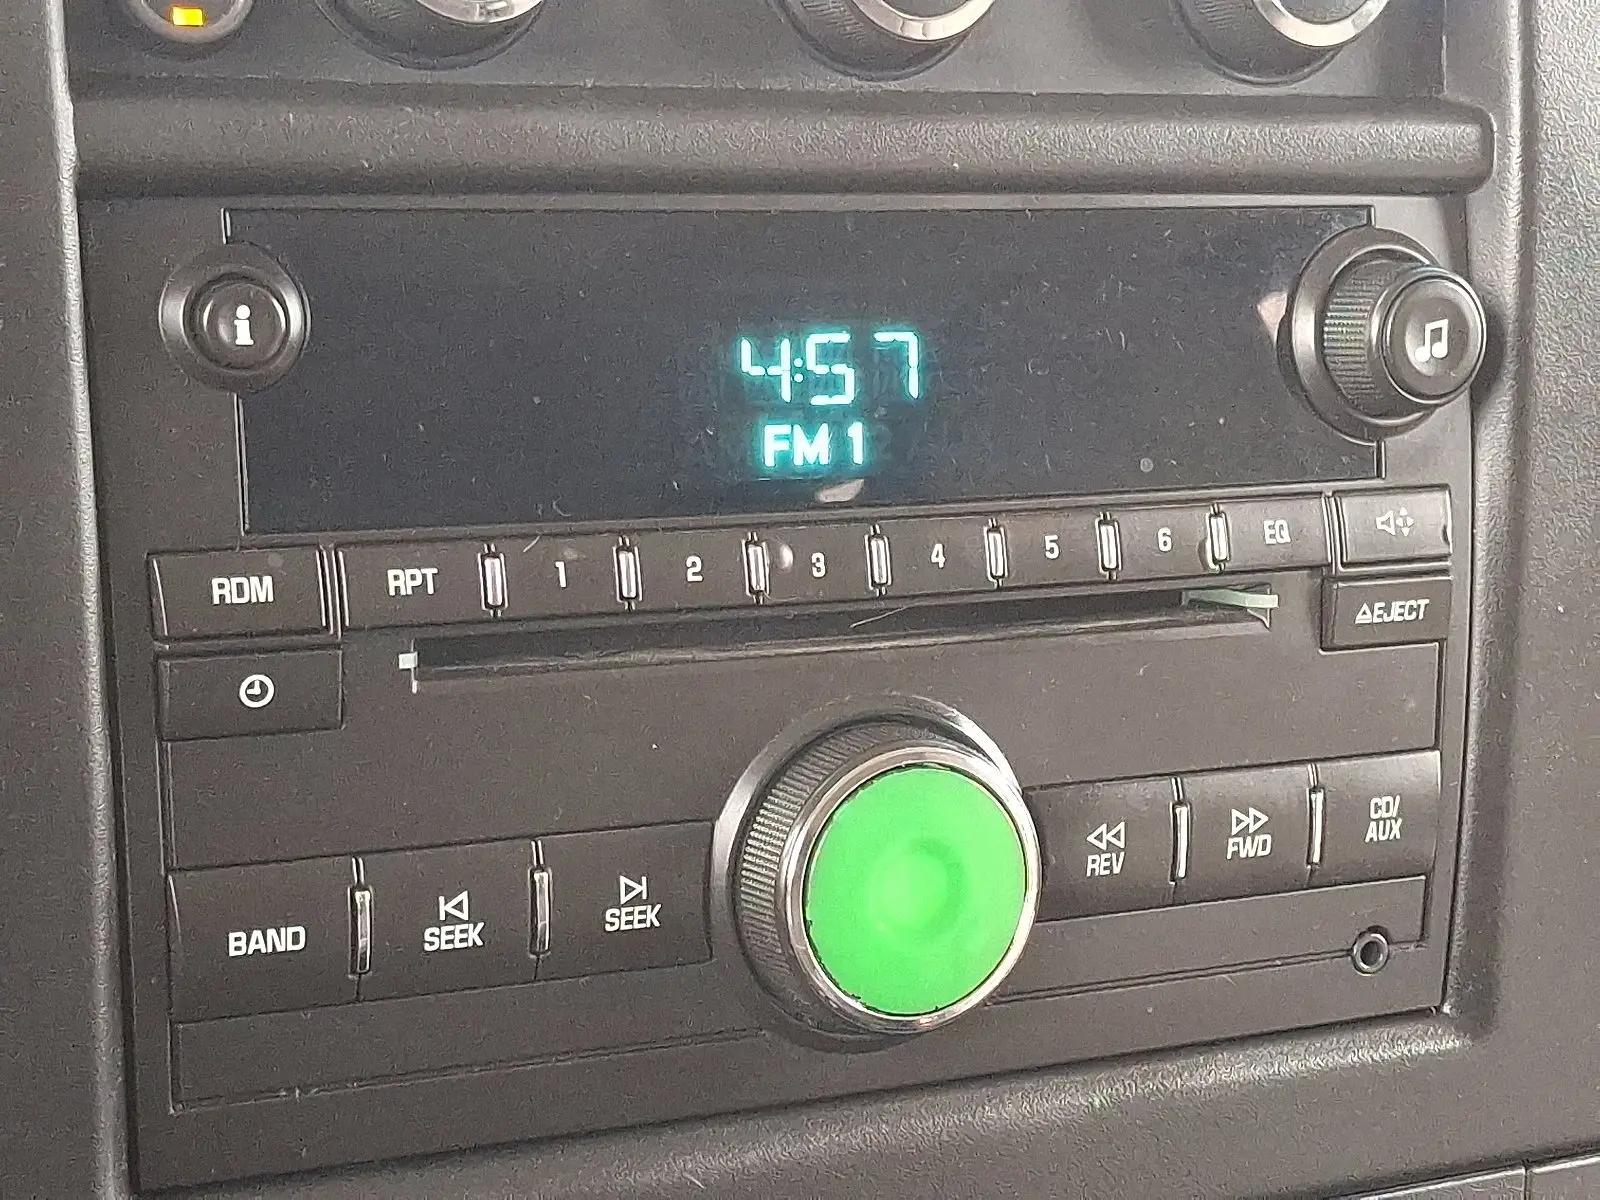 i
4:57
FM 1
RDM
RPT
1
2
3
4
5
6
EQ
EJECT
BAND
SEEK
SEEK
REV
FWD
CD/
AUX